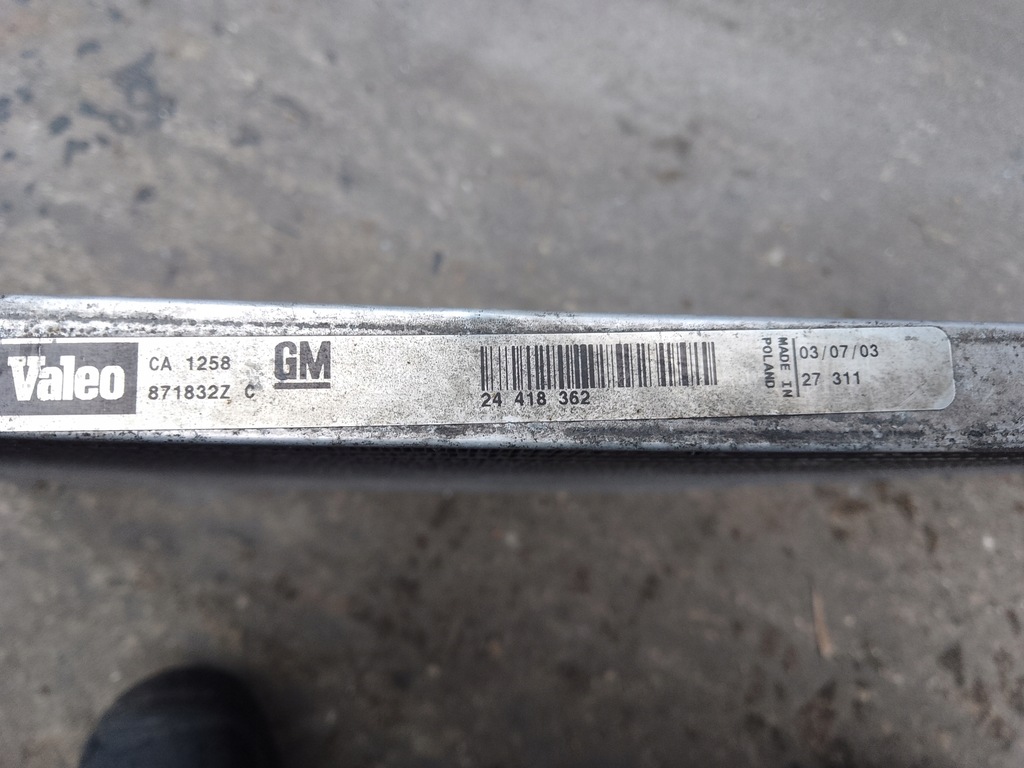 Valeo
CA 1258
871832Z C
GM
24 418 362
MADE IN
POLAND
03/07/03
27 311